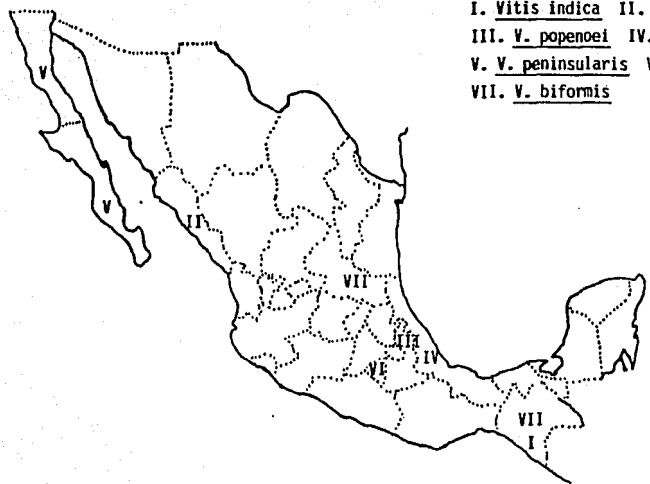 I. Vitis indica II.
III. V. popenoei IV.
V. V. peninsularis V
VII. V. biformis
V
V
II
VII
III
IV
VI
VII
I